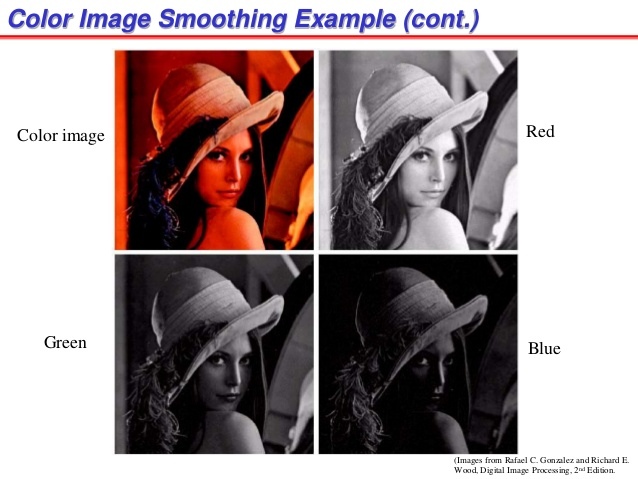 Color Image Smoothing Example (cont.)
Color image
Red
Green
Blue
(Images from Rafael C. Gonzalez and Richard E.
Wood, Digital Image Processing, 2nd Edition.